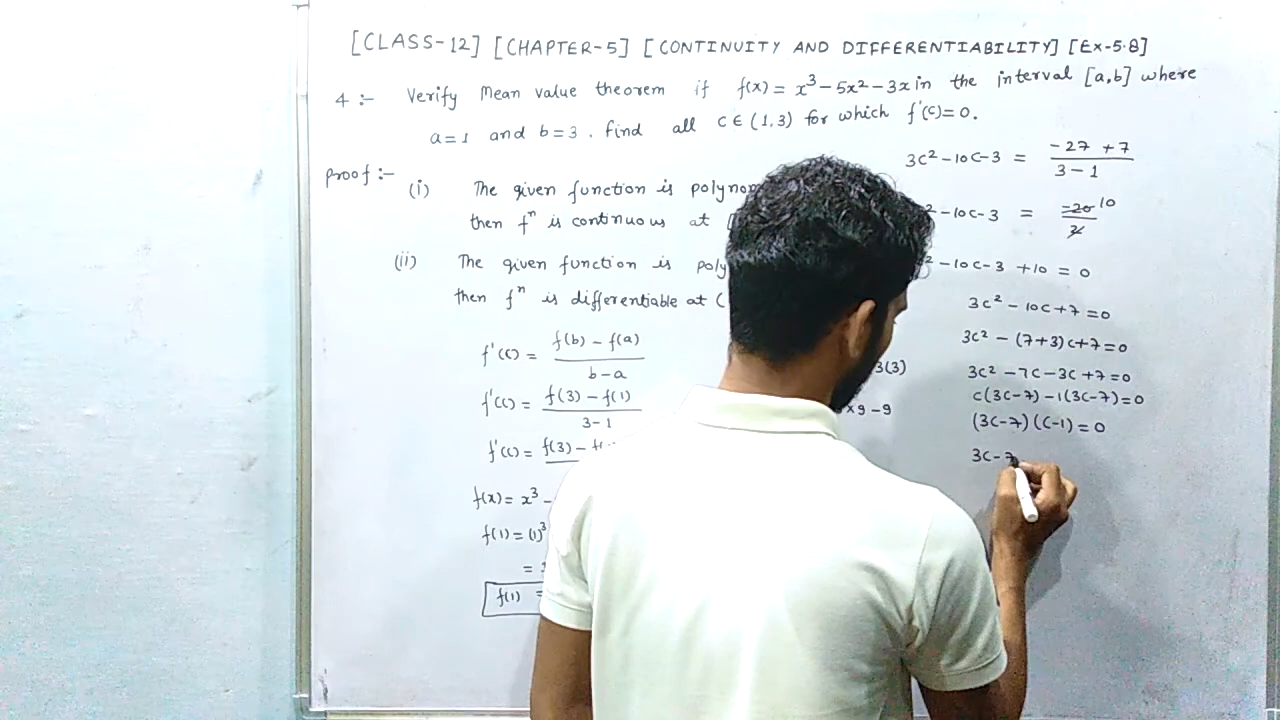 [CLASS-12] [CHAPTER-5] [CONTINUITY AND DIFFERENTIABILITY] [Ex-5.8]
4 :- Verify Mean value theorem if f(x) = x³ - 5x² - 3x in the interval [a,b] where
a=1 and b=3. Find all C ∈ (1,3) for which f'(c)=0.
Proof :-
(i) The given function is
then fⁿ is continuous at
(ii) The given function is
then fⁿ is differentiable at (
f'(c) = f(b) - f(a) / b-a
f'(c) = f(3) - f(1) / 3-1
f'(c) = f(3) -
f(x) = x³ -
f(1) = (1)³
=
f(1) =
3(3)
×9 -9
3c² -10c-3 = -27 +7 / 3-1
-10c-3 = -20 10 / 2
-10c-3 +10 = 0
3c² - 10c+7 =0
3c² - (7+3)c+7=0
3c² -7c-3c +7=0
c(3c-7) -1(3c-7)=0
(3c-7) (c-1) = 0
3c-7